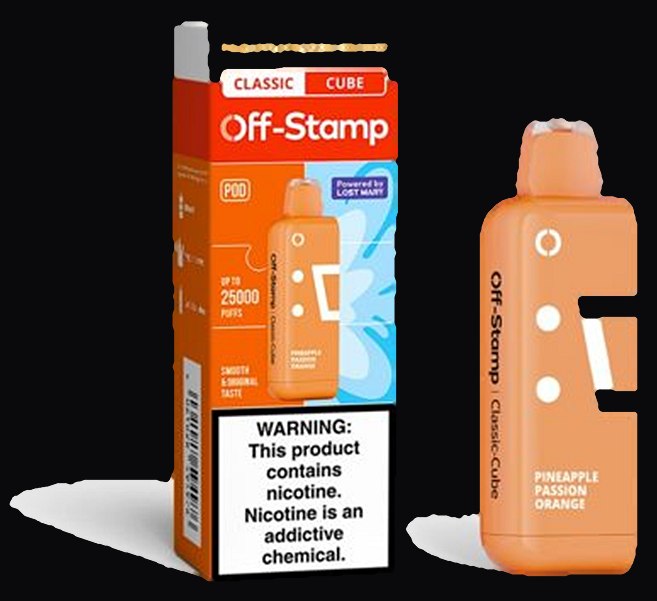 CLASSIC CUBE
Off-Stamp
POD
Powered by
LOST MARY
UP TO
25000
PUFFS
Off-Stamp | Classic-Cube
PINEAPPLE
PASSION
ORANGE
SMOOTH
& ORIGINAL
TASTE
WARNING:
This product
contains
nicotine.
Nicotine is an
addictive
chemical.
Off-Stamp | Classic-Cube
PINEAPPLE
PASSION
ORANGE